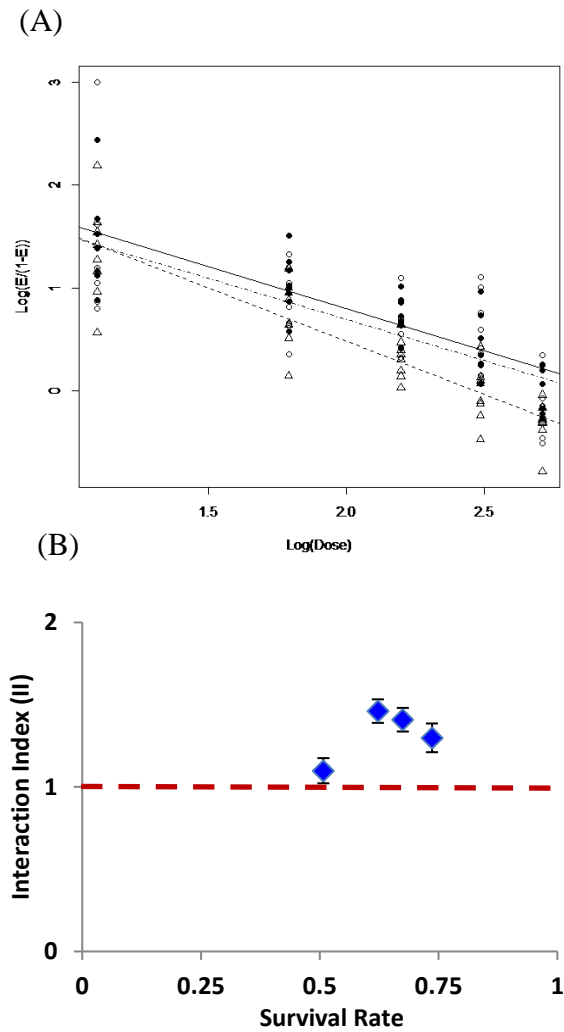 (A)
3
2
1
0
Log(E/(1-E))
1.5 2.0 2.5
Log(Dose)
(B)
2
1
0
Interaction Index (II)
0 0.25 0.5 0.75 1
Survival Rate